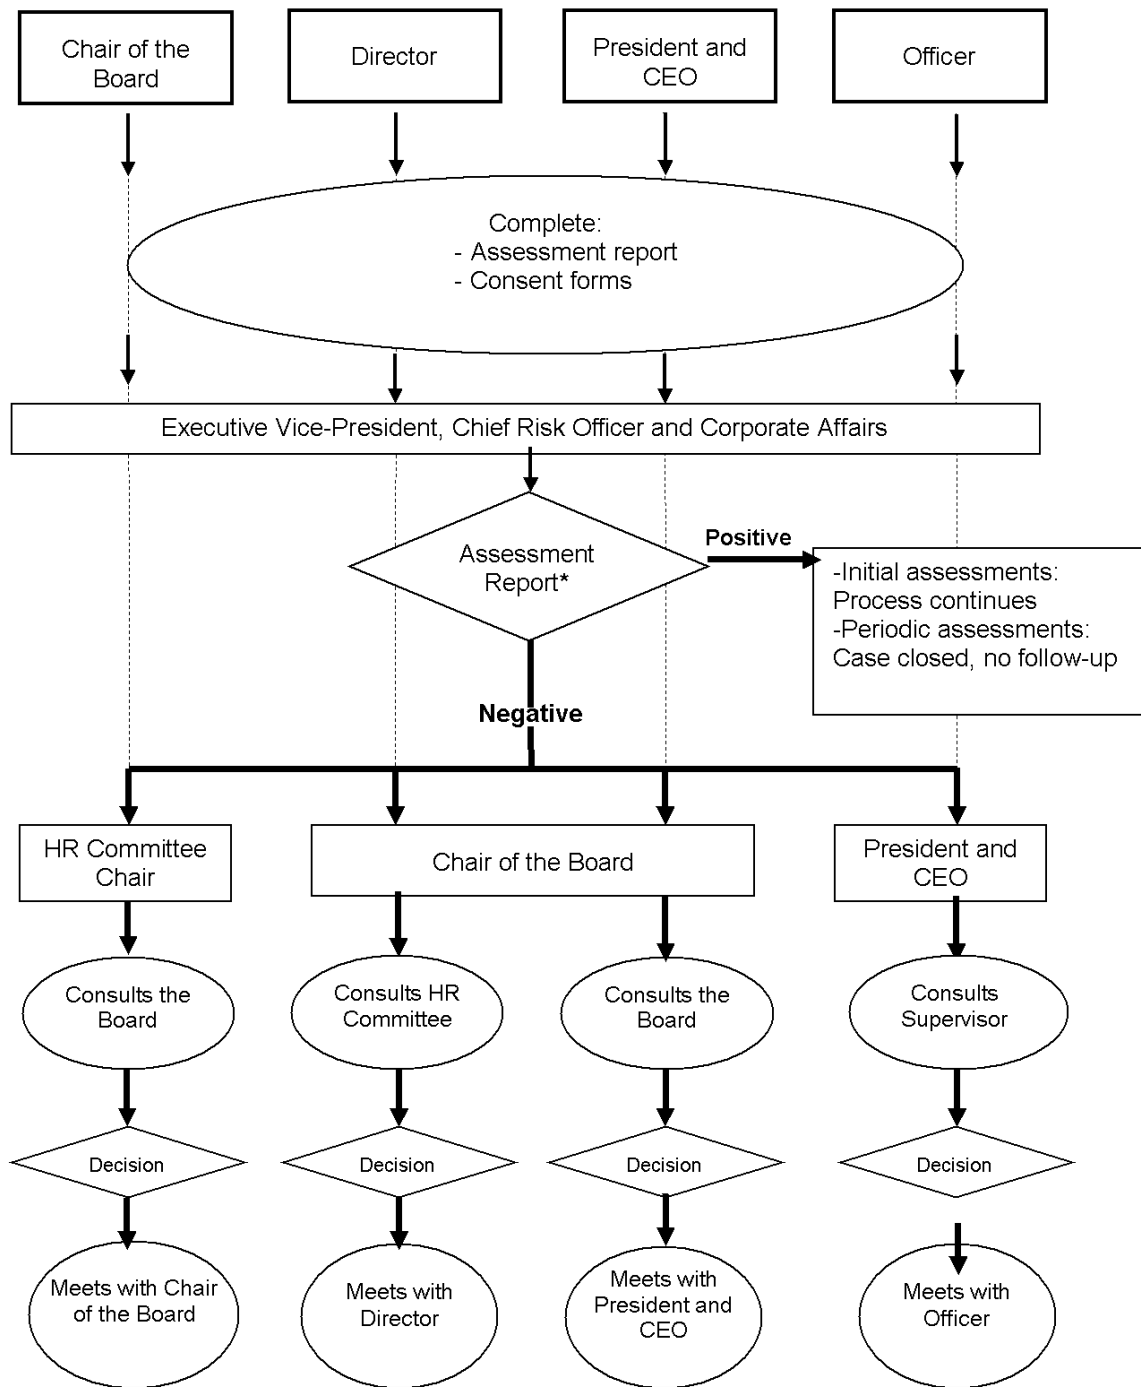 Chair of the
Board
Director
President and
CEO
Officer
Complete:
- Assessment report
- Consent forms
Executive Vice-President, Chief Risk Officer and Corporate Affairs
Assessment
Report*
Positive
-Initial assessments:
Process continues
-Periodic assessments:
Case closed, no follow-up
Negative
HR Committee
Chair
Chair of the Board
President and
CEO
Consults the
Board
Consults HR
Committee
Consults the
Board
Consults
Supervisor
Decision
Decision
Decision
Decision
Meets with Chair
of the Board
Meets with
Director
Meets with
President and
CEO
Meets with
Officer